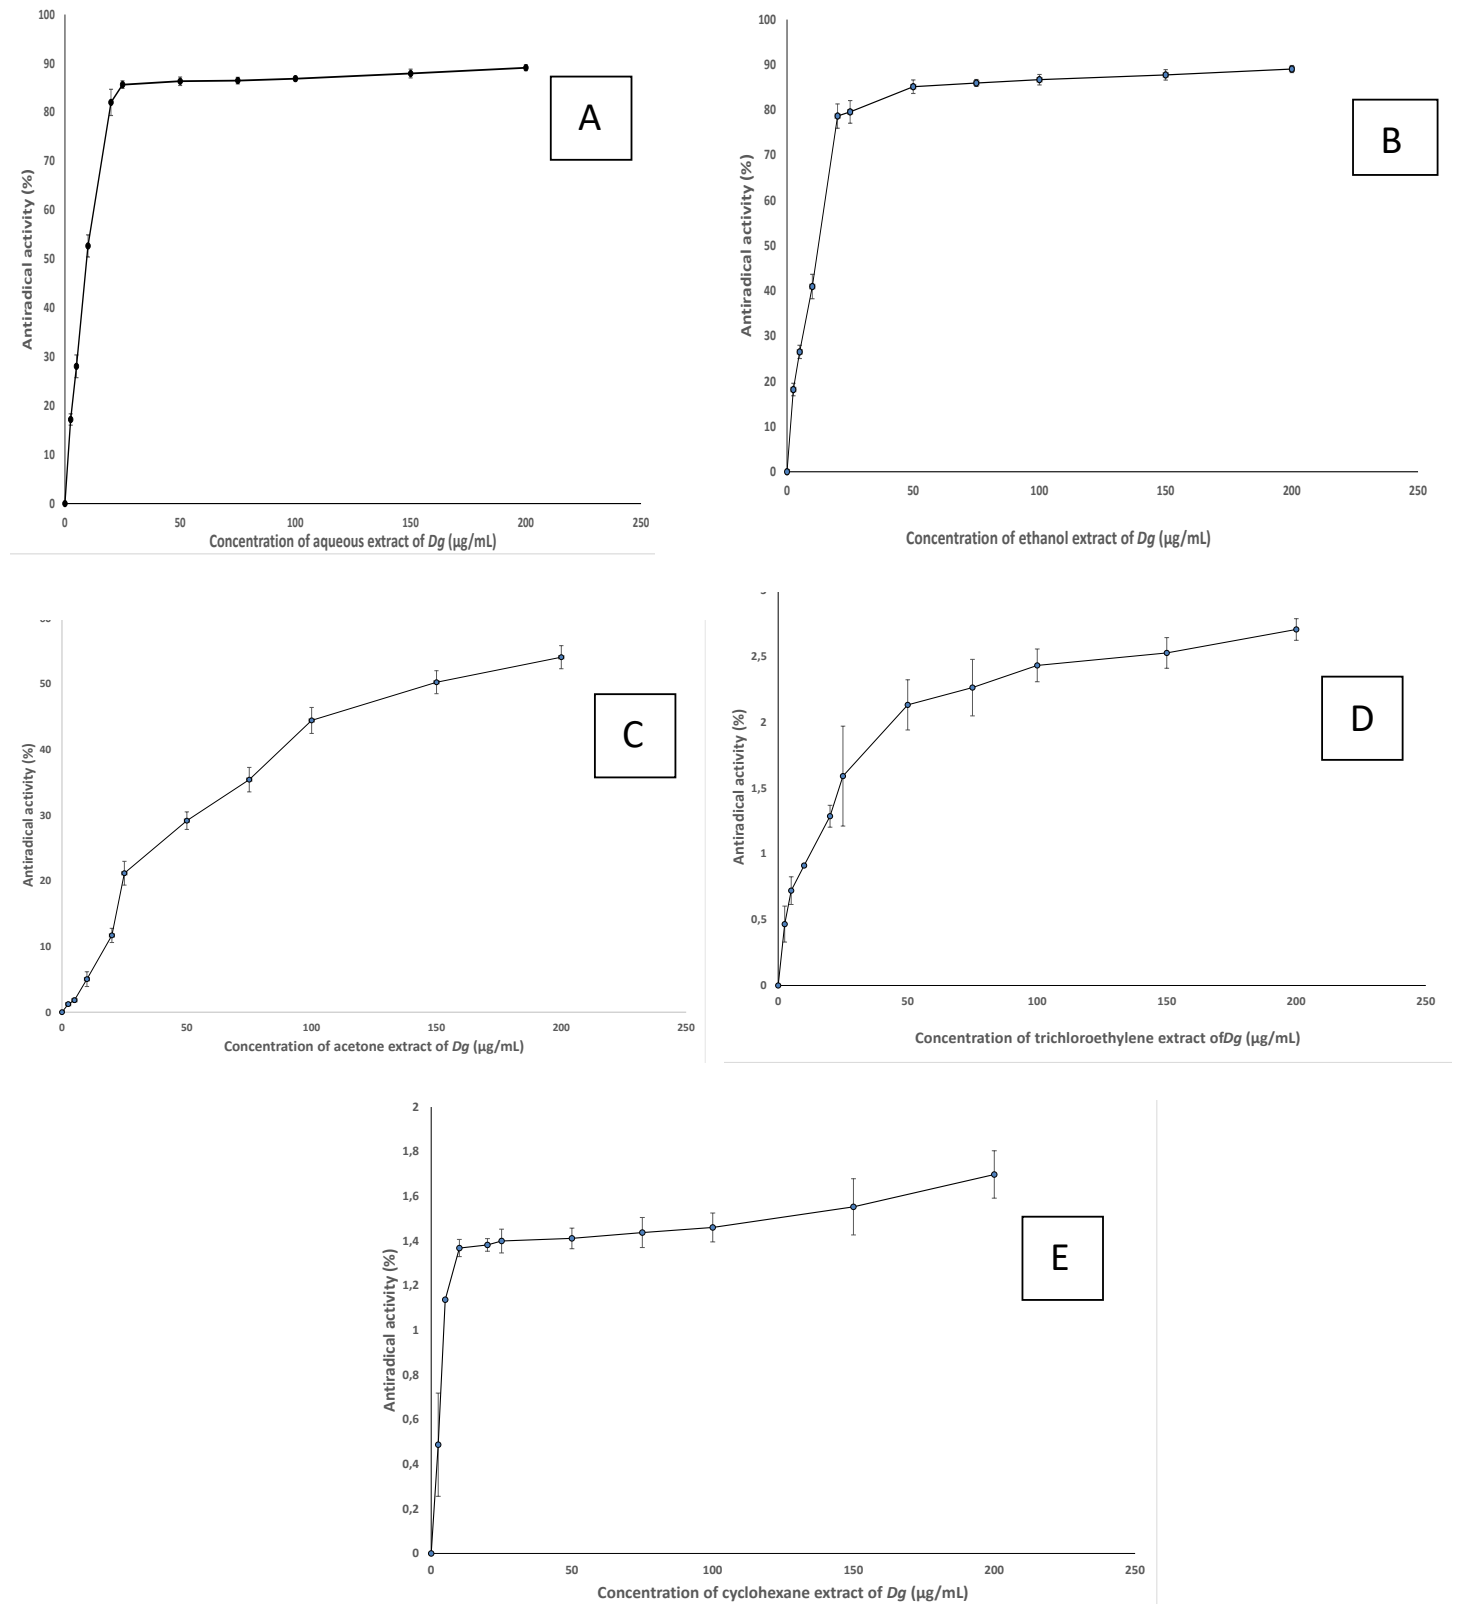 100
90
80
70
60
50
40
30
20
10
0
Antiradical activity (%)
A
0 50 100 150 200 250
Concentration of aqueous extract of Dg (µg/mL)
100
90
80
70
60
50
40
30
20
10
0
Antiradical activity (%)
B
0 50 100 150 200 250
Concentration of ethanol extract of Dg (µg/mL)
50
40
30
20
10
0
Antiradical activity (%)
C
0 50 100 150 200 250
Concentration of acetone extract of Dg (µg/mL)
2,5
2
1,5
1
0,5
0
Antiradical activity (%)
D
0 50 100 150 200 250
Concentration of trichloroethylene extract ofDg (µg/mL)
2
1,8
1,6
1,4
1,2
1
0,8
0,6
0,4
0,2
0
Antiradical activity (%)
E
0 50 100 150 200 250
Concentration of cyclohexane extract of Dg (µg/mL)